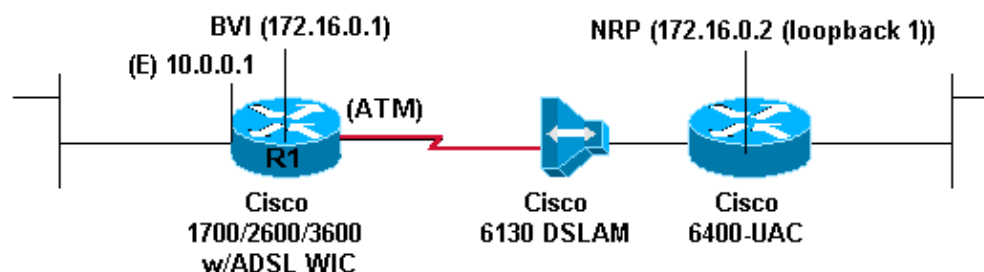 BVI (172.16.0.1)
NRP (172.16.0.2 (loopback 1))
(E) 10.0.0.1
(ATM)
R1
Cisco
1700/2600/3600
w/ADSL WIC
Cisco
6130 DSLAM
Cisco
6400-UAC